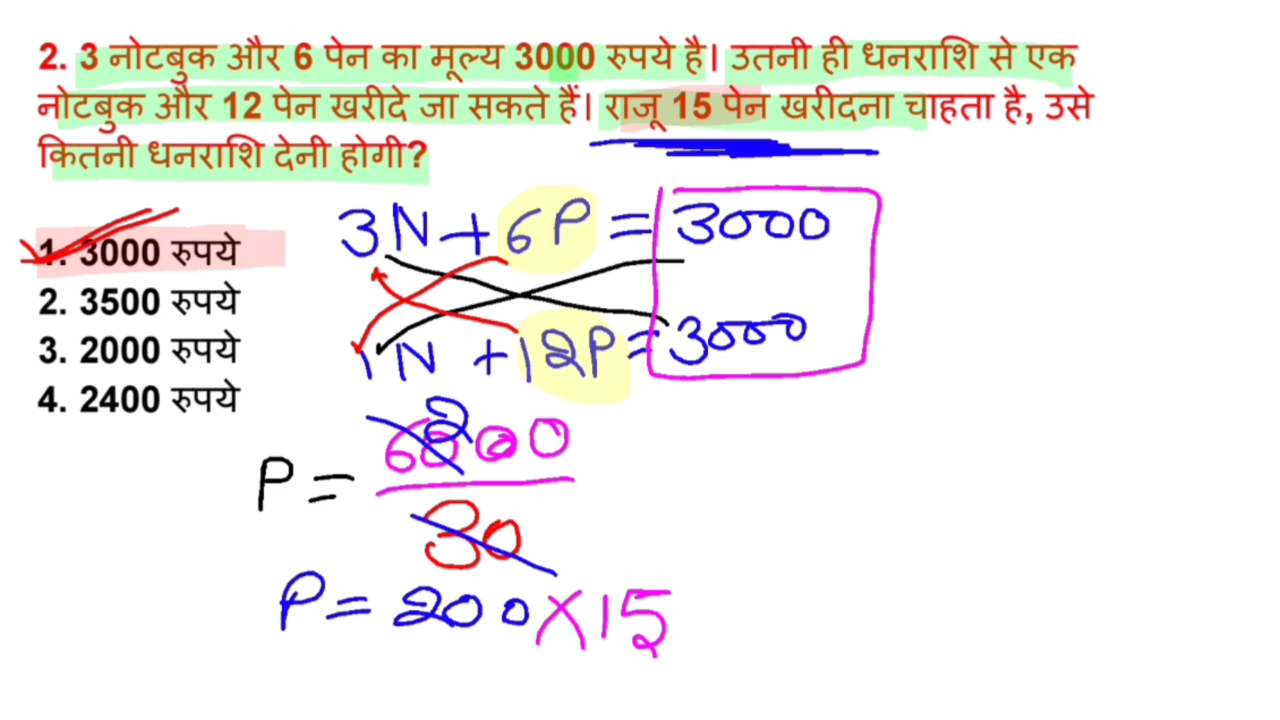 2. 3 नोटबुक और 6 पेन का मूल्य 3000 रुपये है। उतनी ही धनराशि से एक
नोटबुक और 12 पेन खरीदे जा सकते हैं। राजू 15 पेन खरीदना चाहता है, उसे
कितनी धनराशि देनी होगी?
1. 3000 रुपये
2. 3500 रुपये
3. 2000 रुपये
4. 2400 रुपये
3N+6P=3000
1N+12P=3000
2
P=6000
30
P=200×15